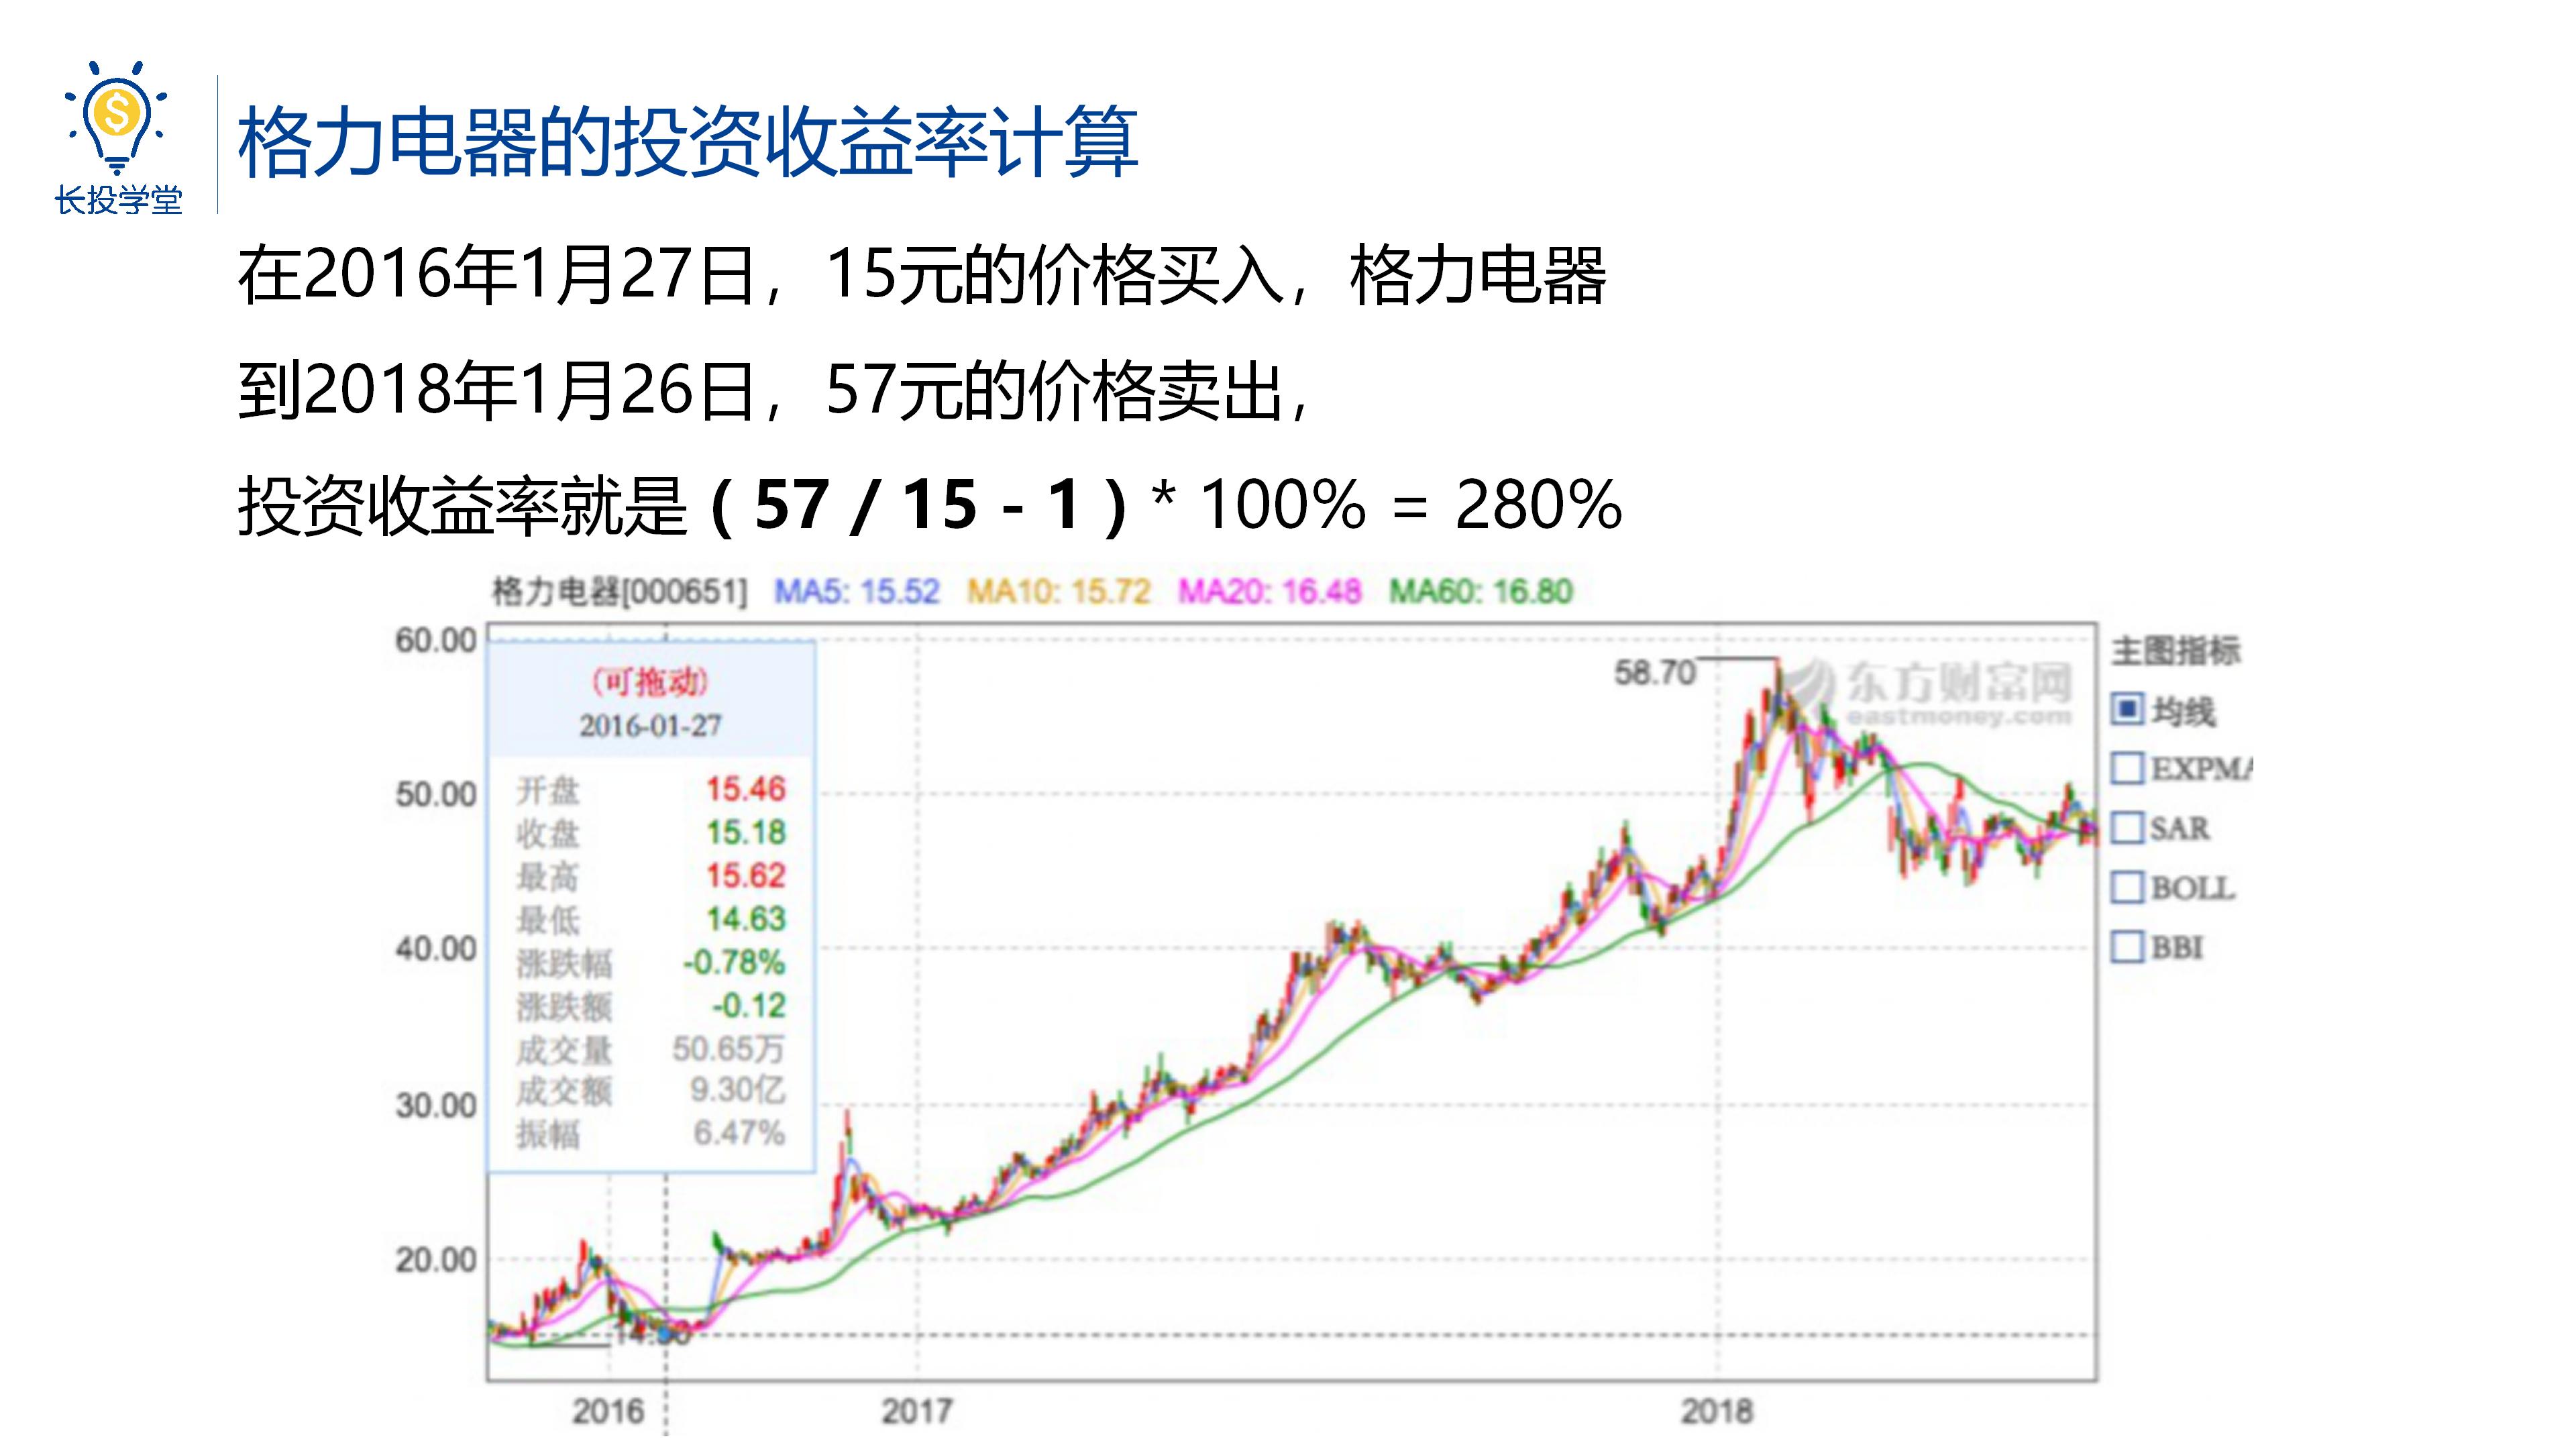 长投学堂
格力电器的投资收益率计算
在2016年1月27日，15元的价格买入，格力电器
到2018年1月26日，57元的价格卖出，
投资收益率就是（57 / 15 - 1）* 100% = 280%
格力电器[000651] MA5: 15.52 MA10: 15.72 MA20: 16.48 MA60: 16.80
60.00
50.00
40.00
30.00
20.00
(可拖动)
2016-01-27
开盘 15.46
收盘 15.18
最高 15.62
最低 14.63
涨跌幅 -0.78%
涨跌额 -0.12
成交量 50.65万
成交额 9.30亿
振幅 6.47%
58.70
东方财富网
eastmoney.com
主图指标
均线
EXPMA
SAR
BOLL
BBI
2016
2017
2018